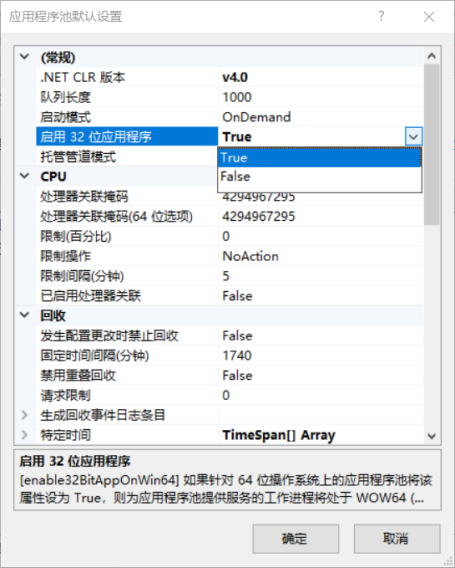 应用程序池默认设置
(常规)
.NET CLR 版本 v4.0
队列长度 1000
启动模式 OnDemand
启用 32 位应用程序 True
托管管道模式 True
False
CPU
处理器关联掩码 4294967295
处理器关联掩码(64 位选项) 4294967295
限制(百分比) 0
限制操作 NoAction
限制间隔(分钟) 5
已启用处理器关联 False
回收
发生配置更改时禁止回收 False
固定时间间隔(分钟) 1740
禁用重叠回收 False
请求限制 0
生成回收事件日志条目
特定时间 TimeSpan[] Array
启用 32 位应用程序
[enable32BitAppOnWin64] 如果针对 64 位操作系统上的应用程序池将该
属性设为 True，则为应用程序池提供服务的工作进程将处于 WOW64 (...
确定 取消